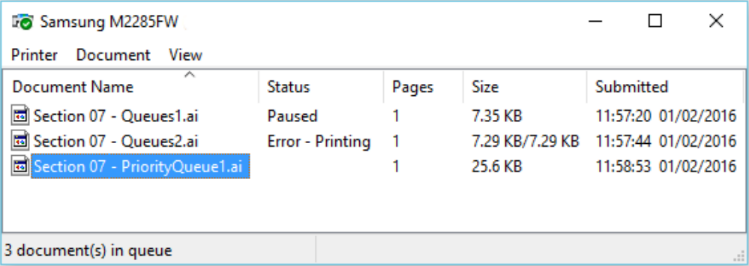 Samsung M2285FW
Printer Document View
Document Name Status Pages Size Submitted
Section 07 - Queues1.ai Paused 1 7.35 KB 11:57:20 01/02/2016
Section 07 - Queues2.ai Error - Printing 1 7.29 KB/7.29 KB 11:57:44 01/02/2016
Section 07 - PriorityQueue1.ai 1 25.6 KB 11:58:53 01/02/2016
3 document(s) in queue